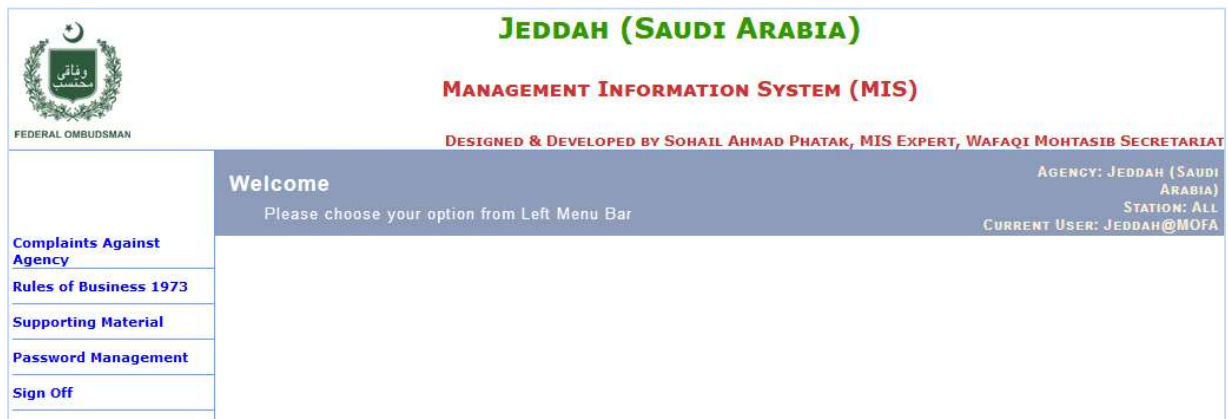 وفاقی
محتسب
FEDERAL OMBUDSMAN
JEDDAH (SAUDI ARABIA)
MANAGEMENT INFORMATION SYSTEM (MIS)
DESIGNED & DEVELOPED BY SOHAIL AHMAD PHATAK, MIS EXPERT, WAFAQI MOHTASIB SECRETARIAT
Welcome
Please choose your option from Left Menu Bar
AGENCY: JEDDAH (SAUDI
ARABIA)
STATION: ALL
CURRENT USER: JEDDAH@MOFA
Complaints Against
Agency
Rules of Business 1973
Supporting Material
Password Management
Sign Off